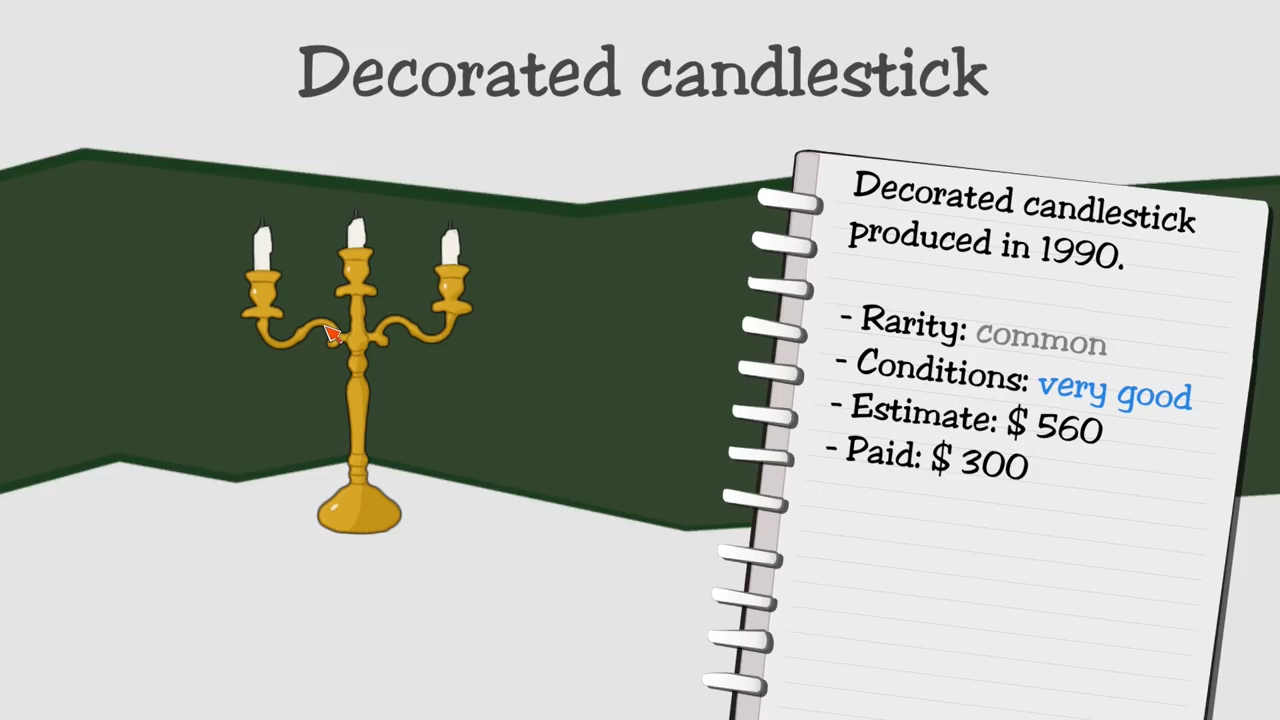 Decorated candlestick
Decorated candlestick
produced in 1990.
- Rarity: common
- Conditions: very good
- Estimate: $ 560
- Paid: $ 300